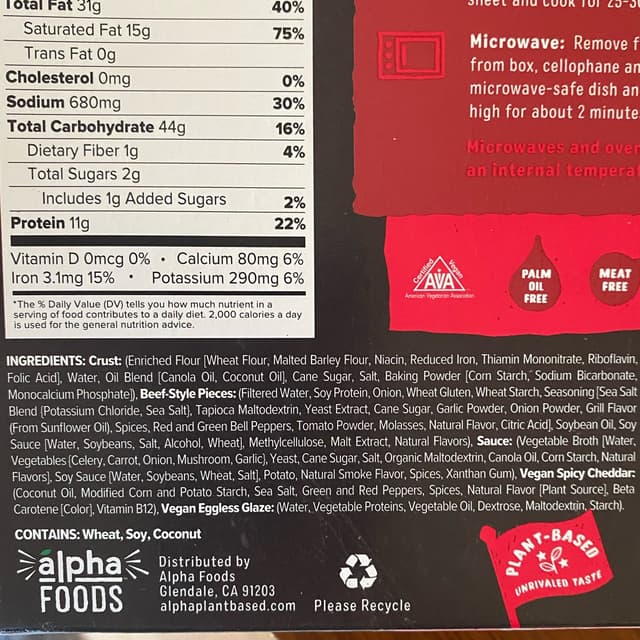 Total Fat 31g 40%
Saturated Fat 15g 75%
Trans Fat 0g
Cholesterol 0mg 0%
Sodium 680mg 30%
Total Carbohydrate 44g 16%
Dietary Fiber 1g 4%
Total Sugars 2g
Includes 1g Added Sugars 2%
Protein 11g 22%
Vitamin D 0mcg 0% • Calcium 80mg 6%
Iron 3.1mg 15% • Potassium 290mg 6%
*The % Daily Value (DV) tells you how much nutrient in a
serving of food contributes to a daily diet. 2,000 calories a day
is used for the general nutrition advice.
sheet and cook for 25-30
Microwave: Remove f
from box, cellophane an
microwave-safe dish an
high for about 2 minute
Microwaves and oven
an internal temperat
Certified Vegan
AVA
American Vegetarian Association
PALM
OIL
FREE
MEAT
FREE
INGREDIENTS: Crust: (Enriched Flour [Wheat Flour, Malted Barley Flour, Niacin, Reduced Iron, Thiamin Mononitrate, Riboflavin,
Folic Acid], Water, Oil Blend [Canola Oil, Coconut Oil], Cane Sugar, Salt, Baking Powder [Corn Starch, Sodium Bicarbonate,
Monocalcium Phosphate]), Beef-Style Pieces: (Filtered Water, Soy Protein, Onion, Wheat Gluten, Wheat Starch, Seasoning [Sea Salt
Blend {Potassium Chloride, Sea Salt}, Tapioca Maltodextrin, Yeast Extract, Cane Sugar, Garlic Powder, Onion Powder, Grill Flavor
{From Sunflower Oil}, Spices, Red and Green Bell Peppers, Tomato Powder, Molasses, Natural Flavor, Citric Acid], Soybean Oil, Soy
Sauce [Water, Soybeans, Salt, Alcohol, Wheat], Methylcellulose, Malt Extract, Natural Flavors), Sauce: (Vegetable Broth [Water,
Vegetables {Celery, Carrot, Onion, Mushroom, Garlic}, Yeast, Cane Sugar, Salt, Organic Maltodextrin, Canola Oil, Corn Starch, Natural
Flavors], Soy Sauce [Water, Soybeans, Wheat, Salt], Potato, Natural Smoke Flavor, Spices, Xanthan Gum), Vegan Spicy Cheddar:
(Coconut Oil, Modified Corn and Potato Starch, Sea Salt, Green and Red Peppers, Spices, Natural Flavor [Plant Source], Beta
Carotene [Color], Vitamin B12), Vegan Eggless Glaze: (Water, Vegetable Proteins, Vegetable Oil, Dextrose, Maltodextrin, Starch).
CONTAINS: Wheat, Soy, Coconut
alpha
FOODS
Distributed by
Alpha Foods
Glendale, CA 91203
alphaplantbased.com
Please Recycle
PLANT-BASED
UNRIVALED TASTE